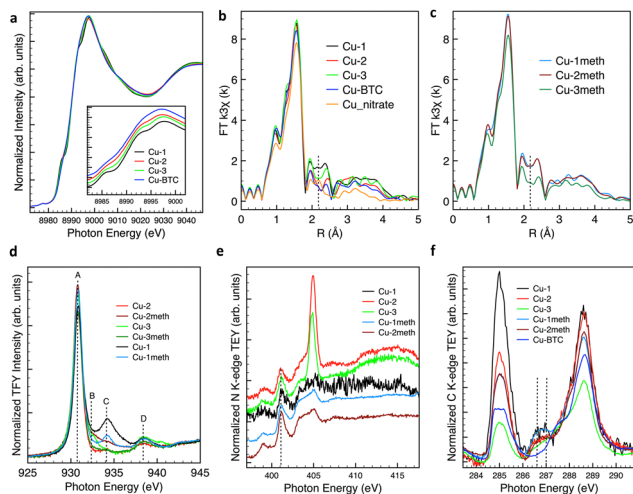 a
Normalized Intensity (arb. units)
Cu-1
Cu-2
Cu-3
Cu-BTC
8985 8990 8995 9000
8980 8990 9000 9010 9020 9030 9040
Photon Energy (eV)
b
FT k3χ (k)
10
8
6
4
2
0
Cu-1
Cu-2
Cu-3
Cu-BTC
Cu_nitrate
0 1 2 3 4 5
R (Å)
c
FT k3χ (k)
10
8
6
4
2
0
Cu-1meth
Cu-2meth
Cu-3meth
0 1 2 3 4 5
R (Å)
d
Normalized TFY Intensity (arb. units)
A
B
C
D
Cu-2
Cu-2meth
Cu-3
Cu-3meth
Cu-1
Cu-1meth
925 930 935 940 945
Photon Energy (eV)
e
Normalized N K-edge TEY (arb. units)
Cu-1
Cu-2
Cu-3
Cu-1meth
Cu-2meth
400 405 410 415
Photon Energy (eV)
f
Normalized C K-edge TEY (arb. units)
Cu-1
Cu-2
Cu-3
Cu-1meth
Cu-2meth
Cu-BTC
284 285 286 287 288 289 290
Photon Energy (eV)